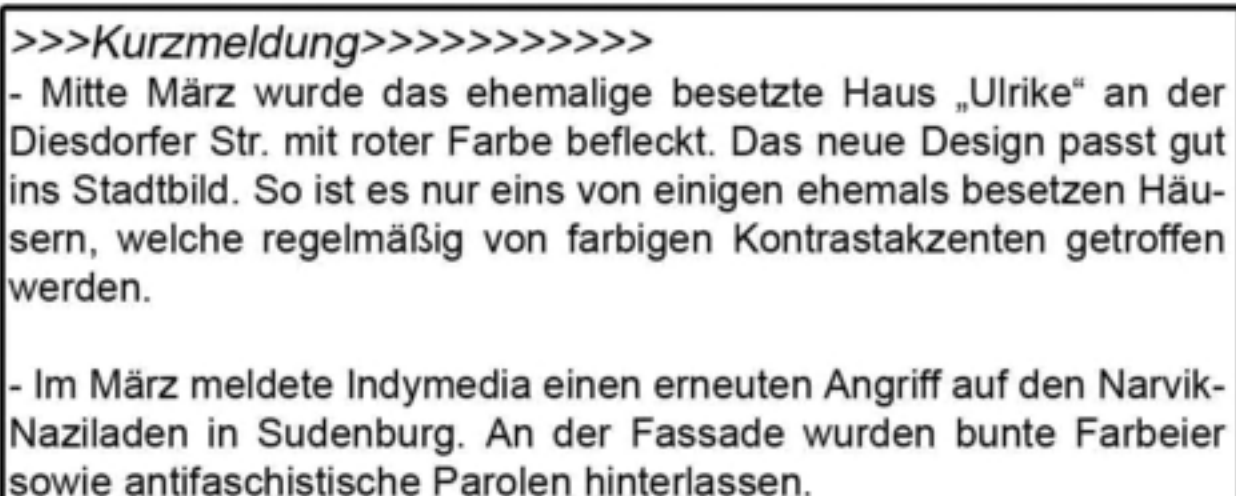 >>>Kurzmeldung>>>>>>>>>>>
- Mitte März wurde das ehemalige besetzte Haus „Ulrike“ an der
Diesdorfer Str. mit roter Farbe befleckt. Das neue Design passt gut
ins Stadtbild. So ist es nur eins von einigen ehemals besetzen Häu-
sern, welche regelmäßig von farbigen Kontrastakzenten getroffen
werden.
- Im März meldete Indymedia einen erneuten Angriff auf den Narvik-
Naziladen in Sudenburg. An der Fassade wurden bunte Farbeier
sowie antifaschistische Parolen hinterlassen.